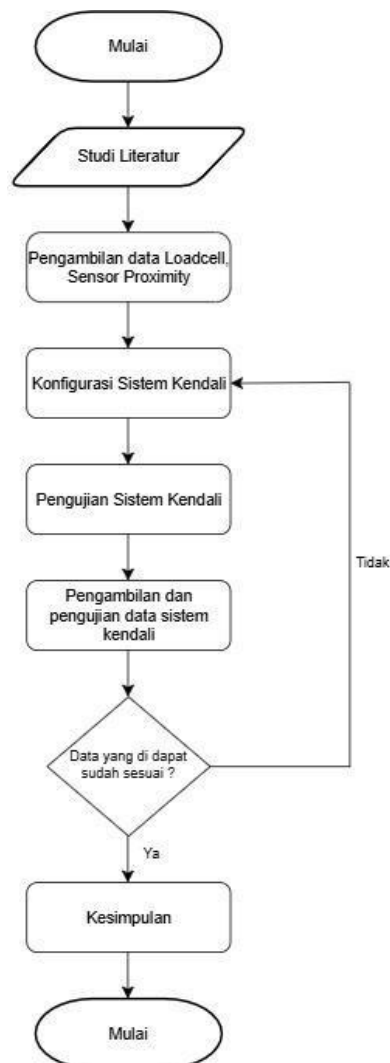 Mulai
Studi Literatur
Pengambilan data Loadcell,
Sensor Proximity
Konfigurasi Sistem Kendali
Pengujian Sistem Kendali
Tidak
Pengambilan dan
pengujian data sistem
kendali
Data yang di dapat
sudah sesuai ?
Ya
Kesimpulan
Mulai